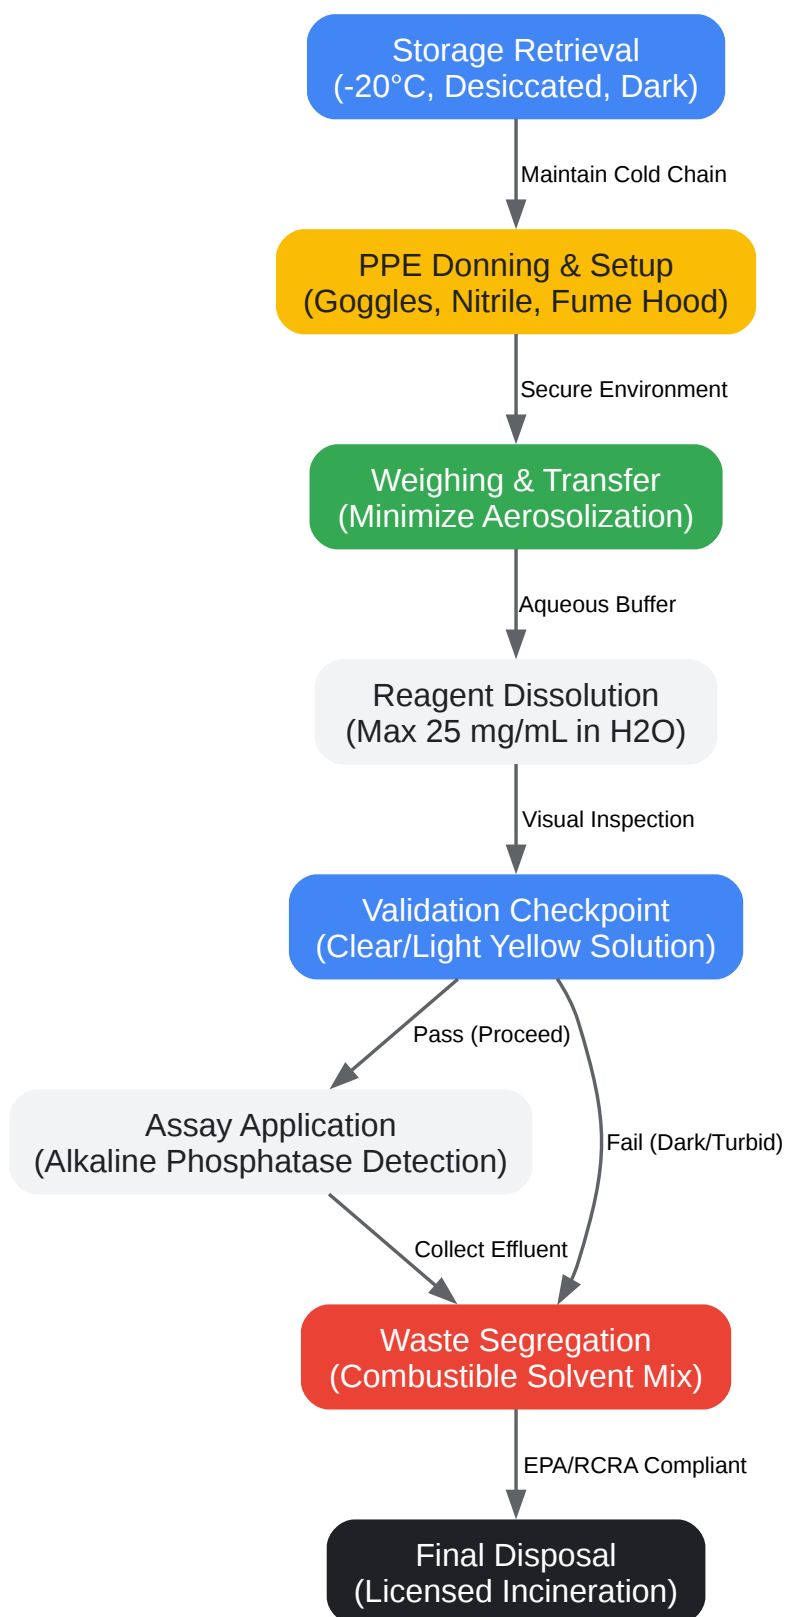 Storage Retrieval
(-20°C, Desiccated, Dark)
Maintain Cold Chain
PPE Donning & Setup
(Goggles, Nitrile, Fume Hood)
Secure Environment
Weighing & Transfer
(Minimize Aerosolization)
Aqueous Buffer
Reagent Dissolution
(Max 25 mg/mL in H2O)
Visual Inspection
Validation Checkpoint
(Clear/Light Yellow Solution)
Pass (Proceed)
Assay Application
(Alkaline Phosphatase Detection)
Fail (Dark/Turbid)
Collect Effluent
Waste Segregation
(Combustible Solvent Mix)
EPA/RCRA Compliant
Final Disposal
(Licensed Incineration)